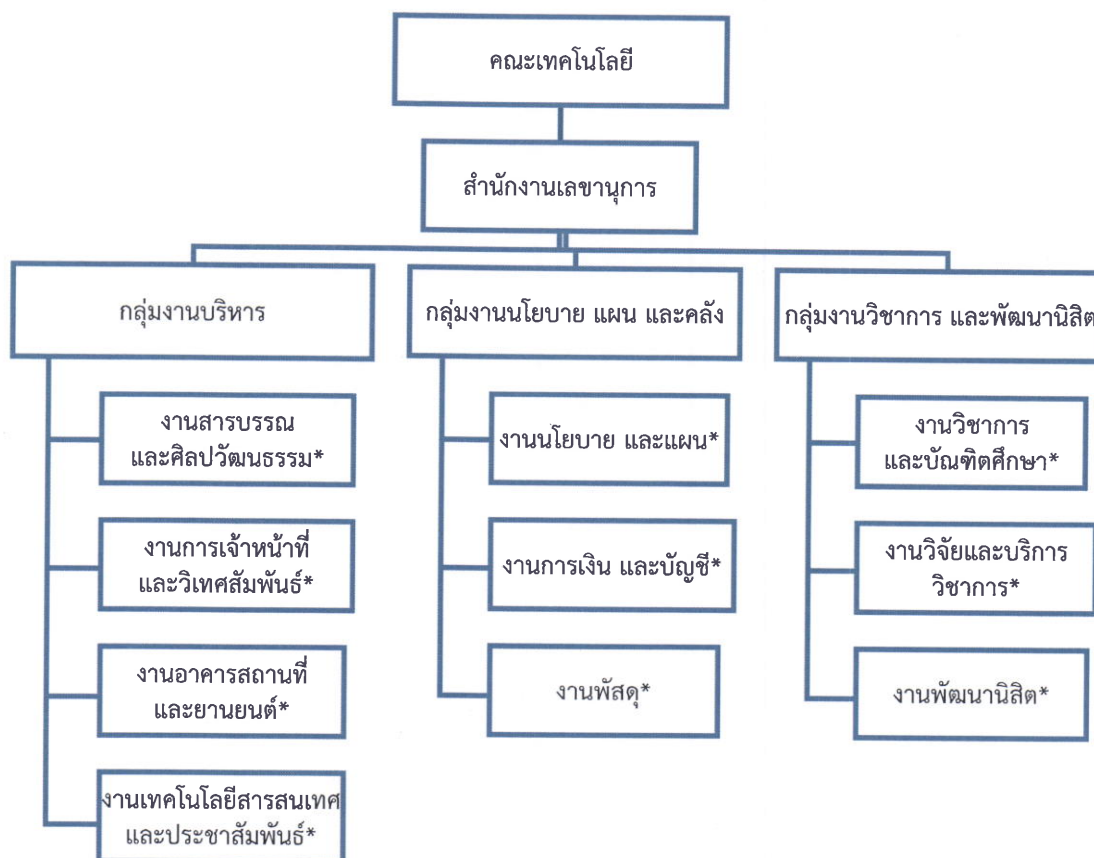 คณะเทคโนโลยี
สำนักงานเลขานุการ
กลุ่มงานบริหาร
งานสารบรรณ
และศิลปวัฒนธรรม*
งานการเจ้าหน้าที่
และวิเทศสัมพันธ์*
งานอาคารสถานที่
และยานยนต์*
งานเทคโนโลยีสารสนเทศ
และประชาสัมพันธ์*
กลุ่มงานนโยบาย แผน และคลัง
งานนโยบาย และแผน*
งานการเงิน และบัญชี*
งานพัสดุ*
กลุ่มงานวิชาการ และพัฒนานิสิต
งานวิชาการ
และบัณฑิตศึกษา*
งานวิจัยและบริการ
วิชาการ*
งานพัฒนานิสิต*